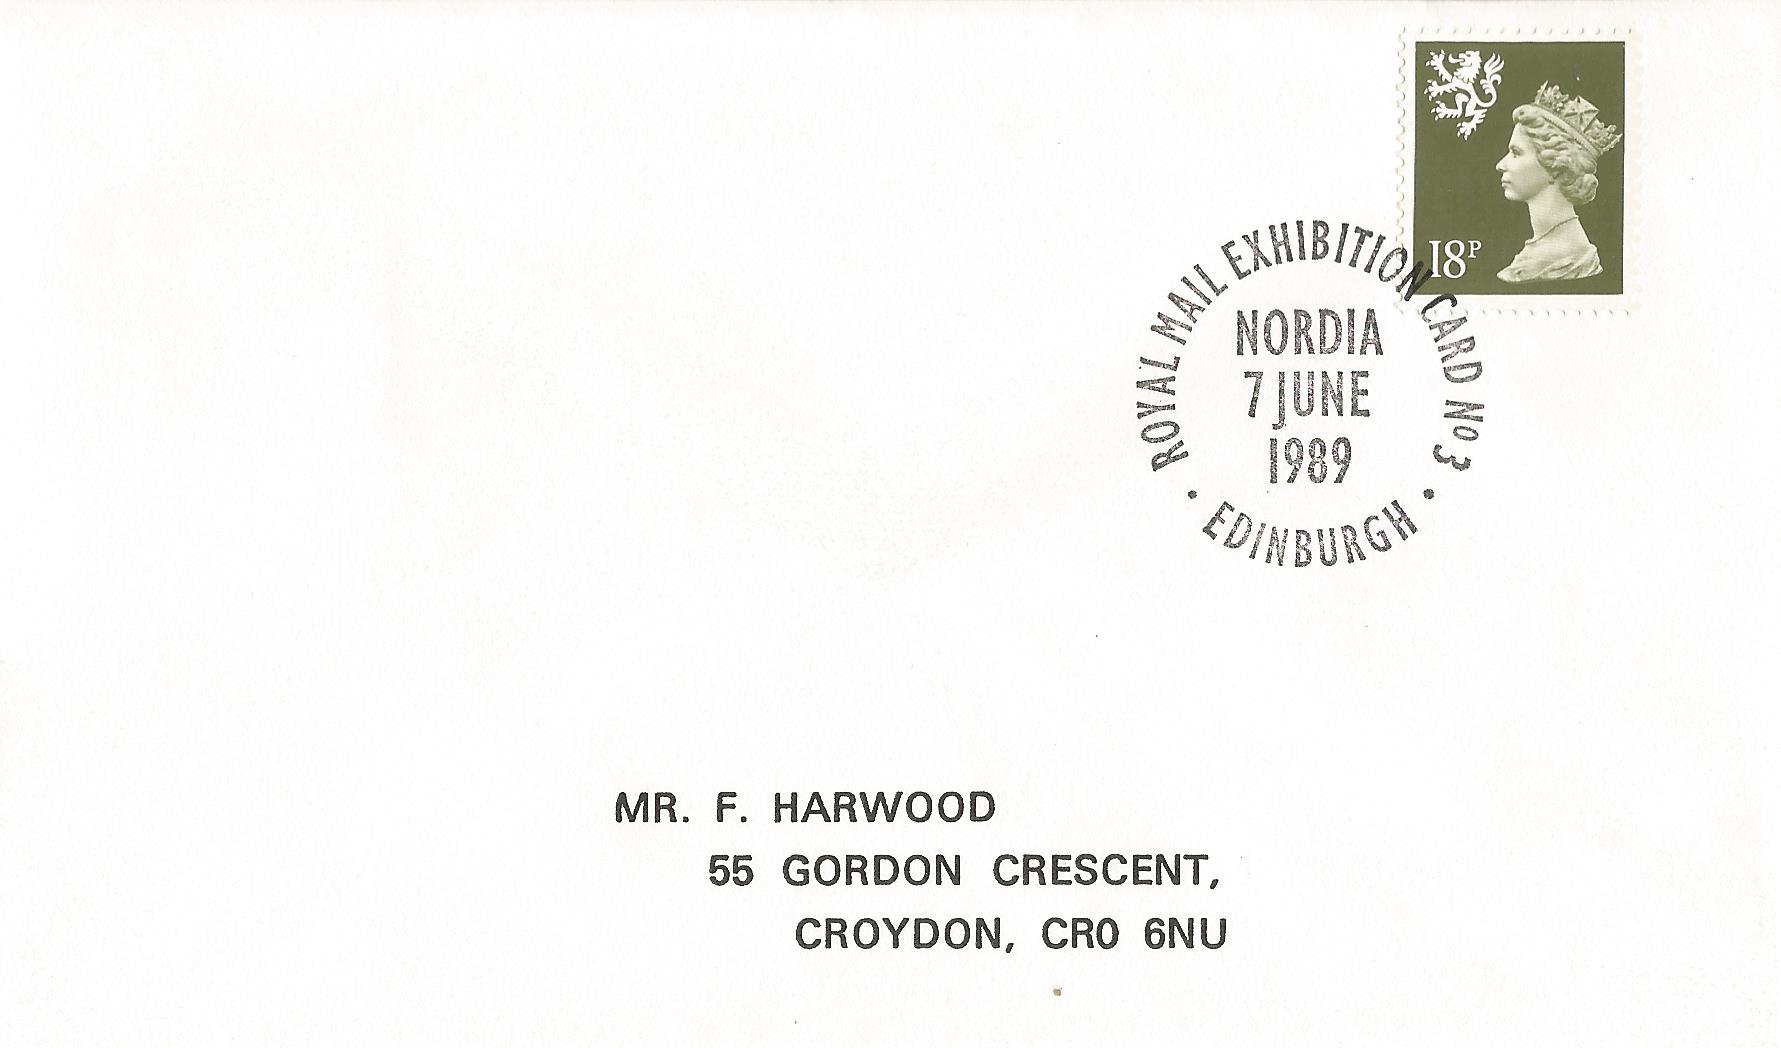 18P
ROYAL MAIL EXHIBITION CARD No 3
NORDIA
7 JUNE
1989
• EDINBURGH •
MR. F. HARWOOD
55 GORDON CRESCENT,
CROYDON, CR0 6NU